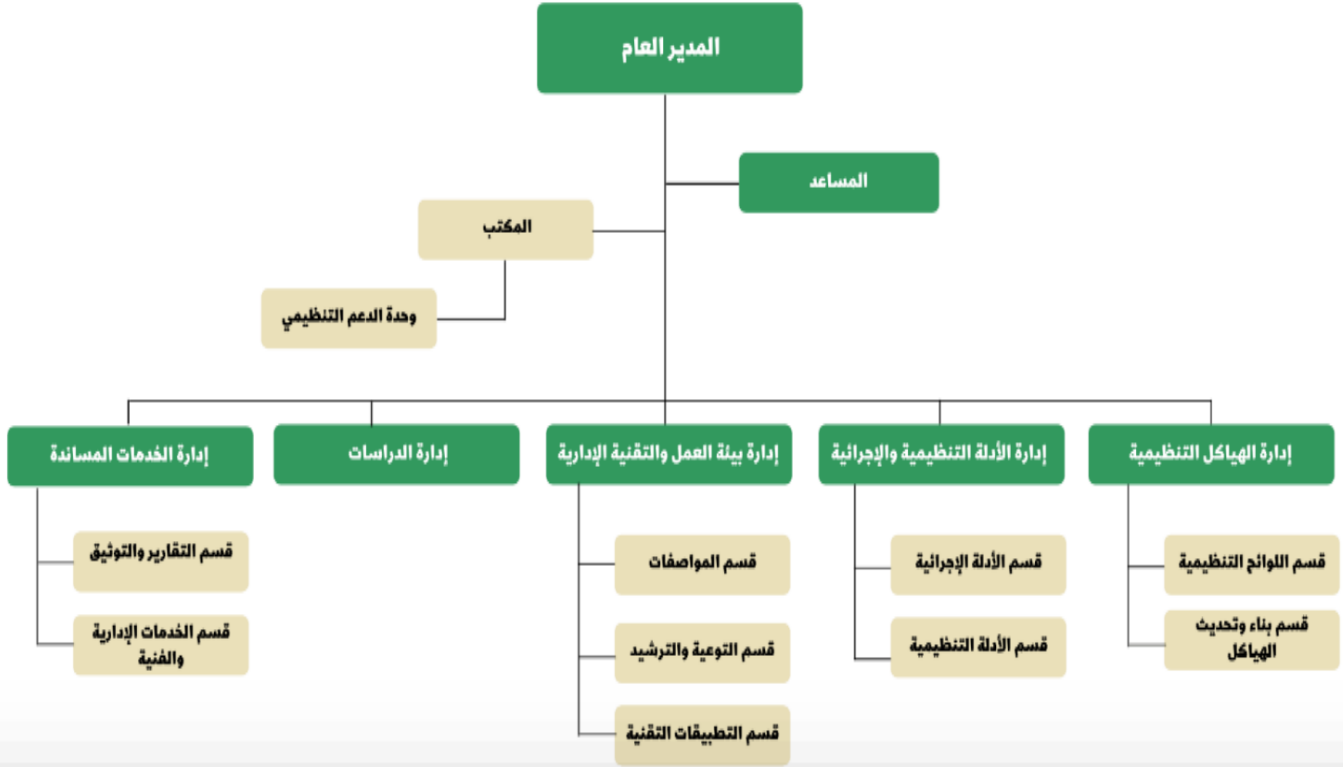 المدير العام
المساعد
المكتب
وحدة الدعم التنظيمي
إدارة الهياكل التنظيمية
إدارة الأدلة التنظيمية والإجرائية
إدارة بيئة العمل والتقنية الإدارية
إدارة الدراسات
إدارة الخدمات المساندة
قسم اللوائح التنظيمية
قسم بناء وتحديث
الهياكل
قسم الأدلة الإجرائية
قسم الأدلة التنظيمية
قسم المواصفات
قسم التوعية والترشيد
قسم التطبيقات التقنية
قسم التقارير والتوثيق
قسم الخدمات الإدارية
والفنية